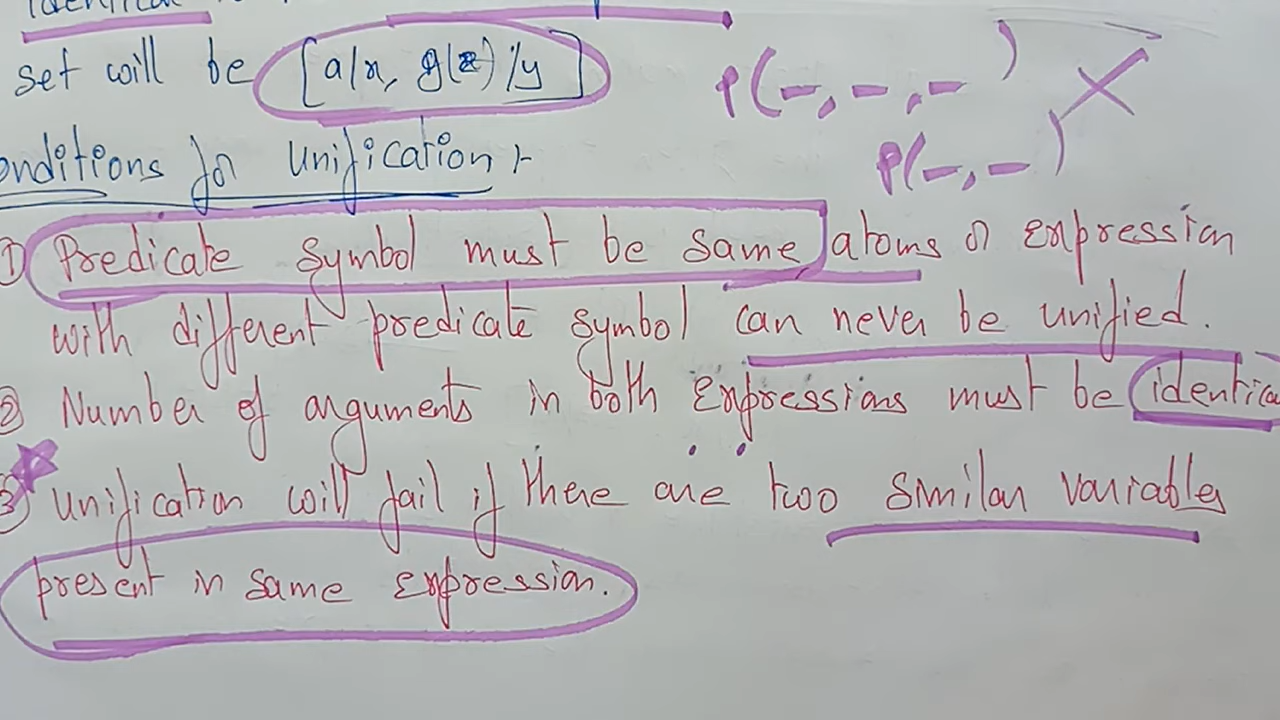 set will be [a/x, g(z)/y]
P(-,-,-)
P(-,-)
onditions for Unification:-
1) Predicate Symbol must be same atoms or expression
with different predicate symbol can never be unified.
2) Number of arguments in both expressions must be identica
3) Unification will fail if there are two similar variables
present in same expression.